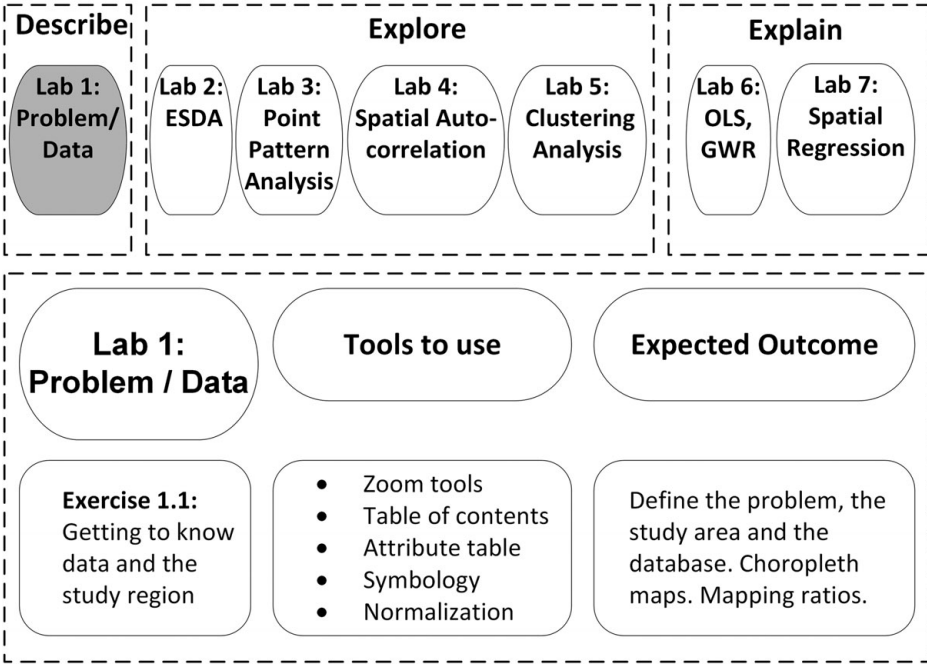 Describe
Explore
Explain
Lab 1:
Problem/
Data
Lab 2:
ESDA
Lab 3:
Point
Pattern
Analysis
Lab 4:
Spatial Auto-
correlation
Lab 5:
Clustering
Analysis
Lab 6:
OLS,
GWR
Lab 7:
Spatial
Regression
Lab 1:
Problem / Data
Tools to use
Expected Outcome
Exercise 1.1:
Getting to know
data and the
study region
• Zoom tools
• Table of contents
• Attribute table
• Symbology
• Normalization
Define the problem, the
study area and the
database. Choropleth
maps. Mapping ratios.